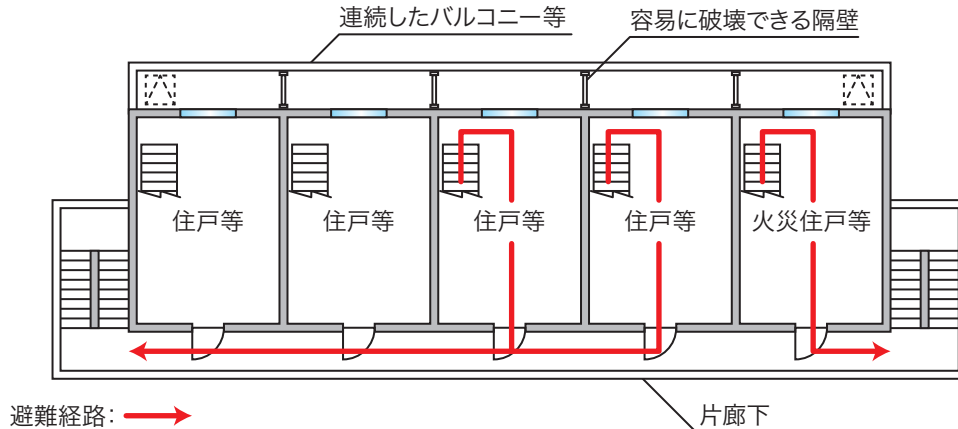 連続したバルコニー等
容易に破壊できる隔壁
住戸等
住戸等
住戸等
住戸等
火災住戸等
避難経路:
片廊下